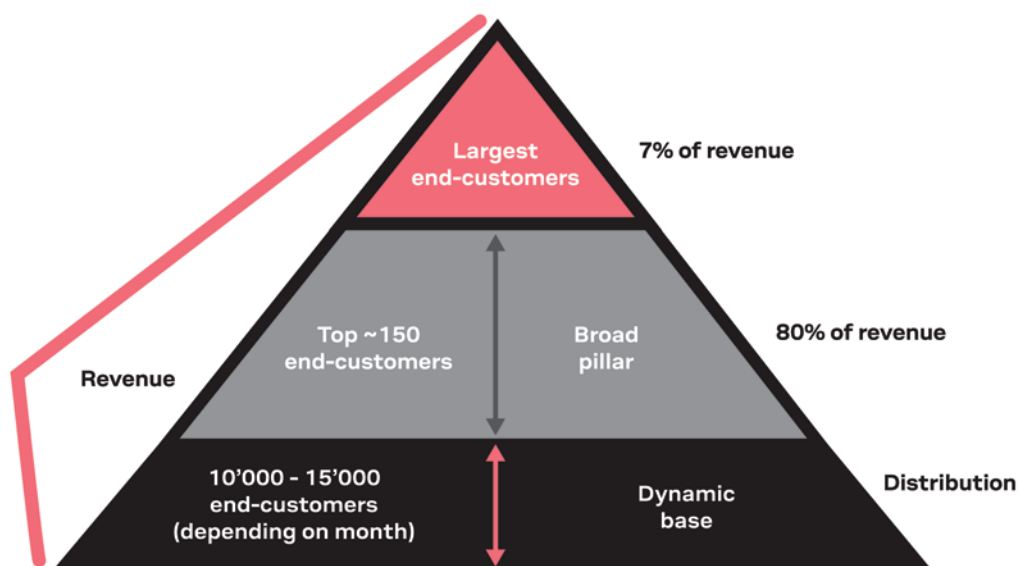 Largest
end-customers
7% of revenue
Top ~150
end-customers
Broad
pillar
80% of revenue
Revenue
10’000 - 15’000
end-customers
(depending on month)
Dynamic
base
Distribution